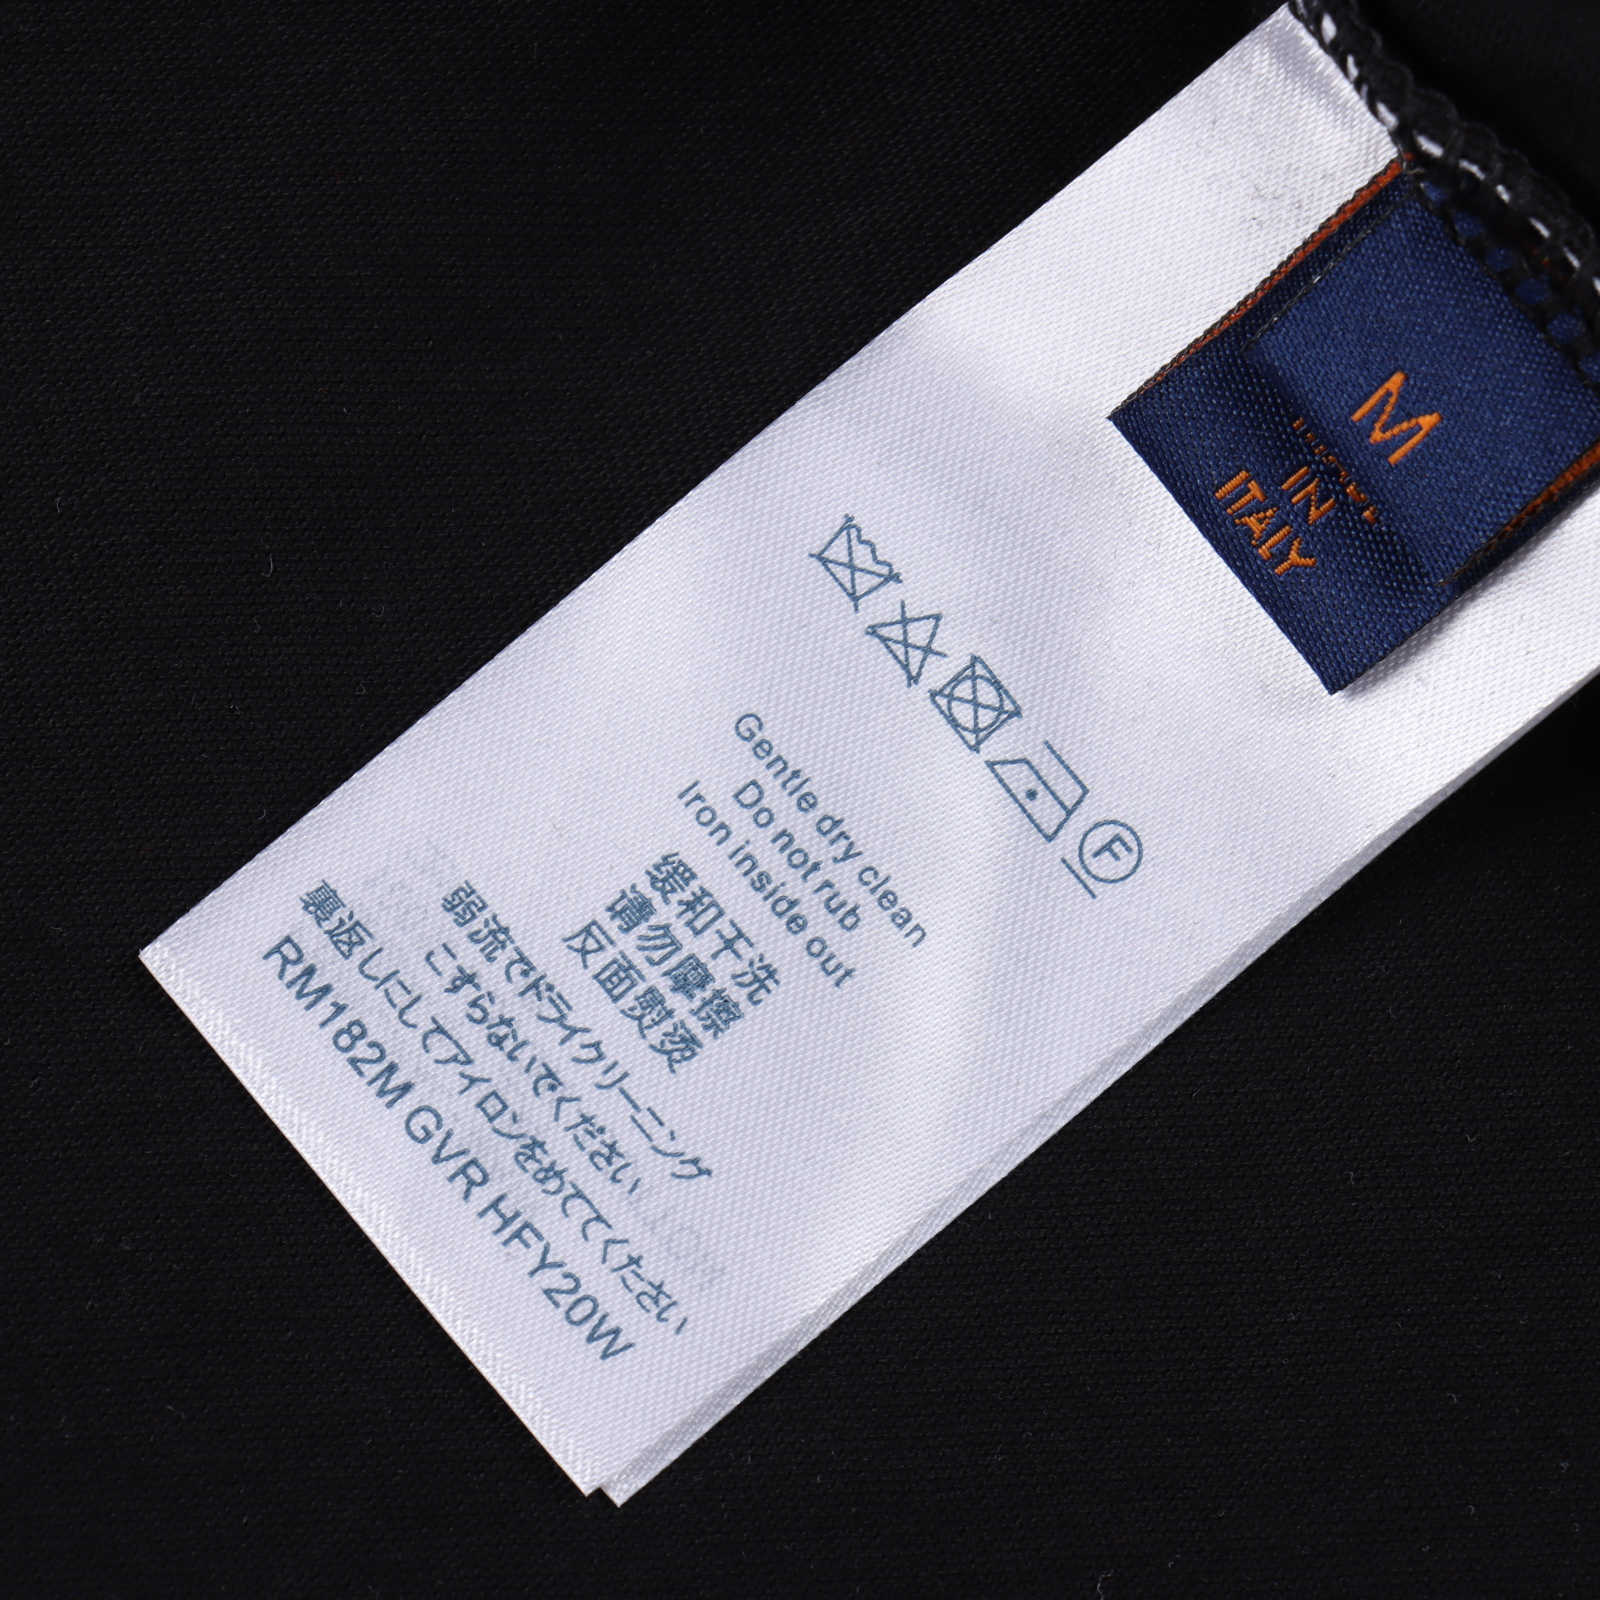 M
IN
ITALY
F
Gentle dry clean
Do not rub
Iron inside out
缓和干洗
请勿摩擦
反面熨烫
弱流でドライクリーニング
こすらないでください
裏返しにしてアイロンをめててくたさい
RM182M GVR HFY20W